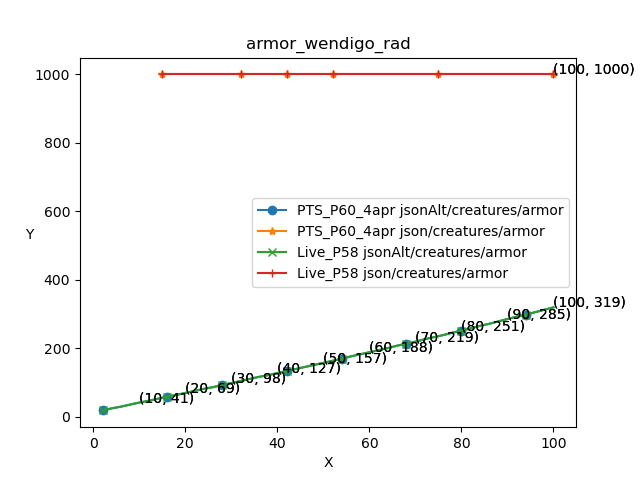 armor_wendigo_rad
1000
(100, 1000)
800
PTS_P60_4apr jsonAlt/creatures/armor
600
PTS_P60_4apr json/creatures/armor
Y
Live_P58 jsonAlt/creatures/armor
Live_P58 json/creatures/armor
400
(100, 319)
(90, 285)
(80, 251)
(70, 219)
200
(60, 188)
(50, 157)
(40, 127)
(30, 98)
(20, 69)
(10, 41)
0
0 20 40 60 80 100
X